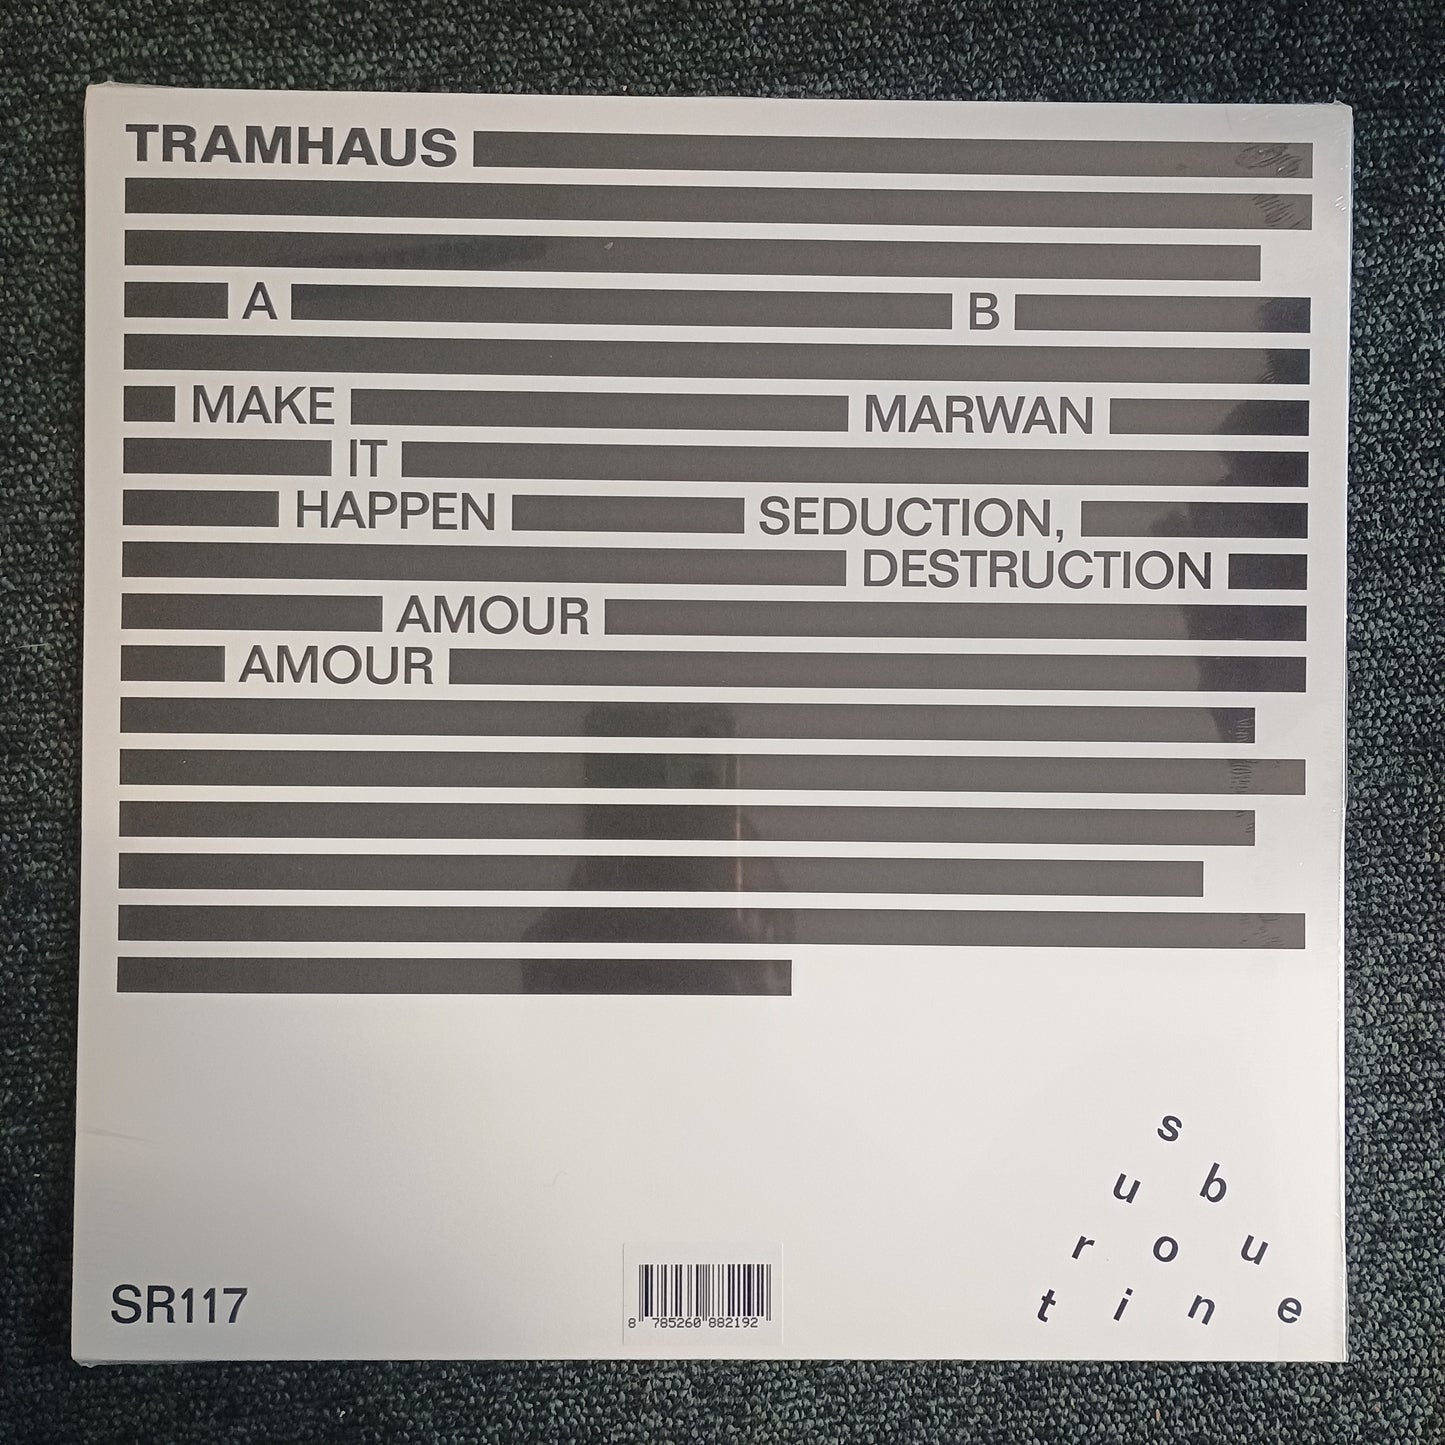 TRAMHAUS
A B
MAKE MARWAN
IT
HAPPEN SEDUCTION,
DESTRUCTION
AMOUR
AMOUR
s
u b
r o u
t i n e
SR117
8 785260 882192